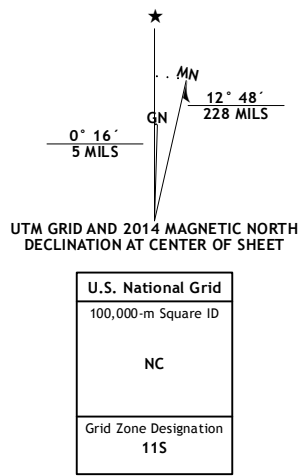 MN
12° 48´
228 MILS
GN
0° 16´
5 MILS
UTM GRID AND 2014 MAGNETIC NORTH
DECLINATION AT CENTER OF SHEET
U.S. National Grid
100,000-m Square ID
NC
Grid Zone Designation
11S